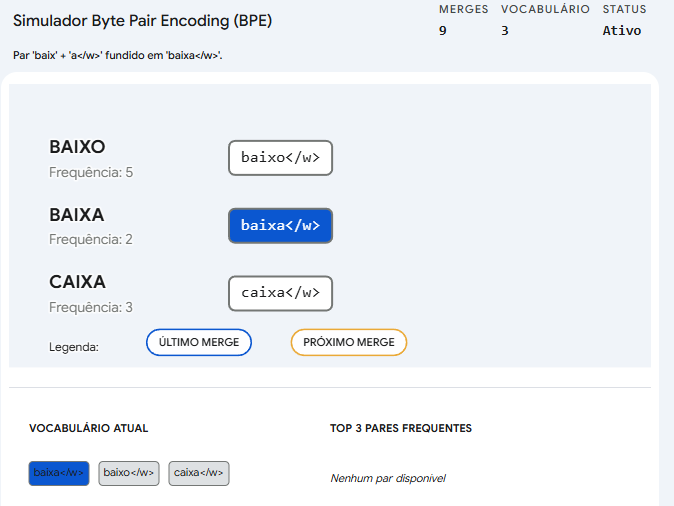 Simulador Byte Pair Encoding (BPE)
MERGES VOCABULÁRIO STATUS
9 3 Ativo
Par 'baix' + 'a</w>' fundido em 'baixa</w>'.
BAIXO
Frequência: 5
baixo</w>
BAIXA
Frequência: 2
baixa</w>
CAIXA
Frequência: 3
caixa</w>
Legenda: ÚLTIMO MERGE PRÓXIMO MERGE
VOCABULÁRIO ATUAL
baixa</w> baixo</w> caixa</w>
TOP 3 PARES FREQUENTES
Nenhum par disponível